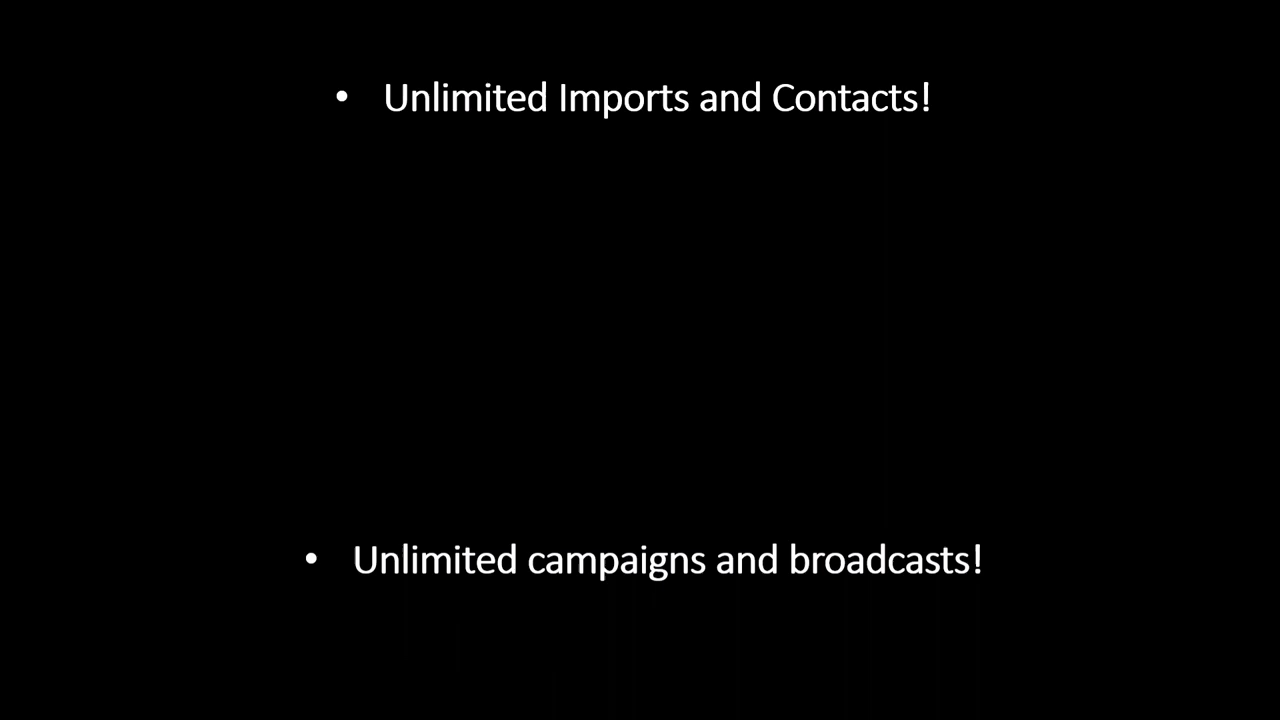 • Unlimited Imports and Contacts!
• Unlimited campaigns and broadcasts!